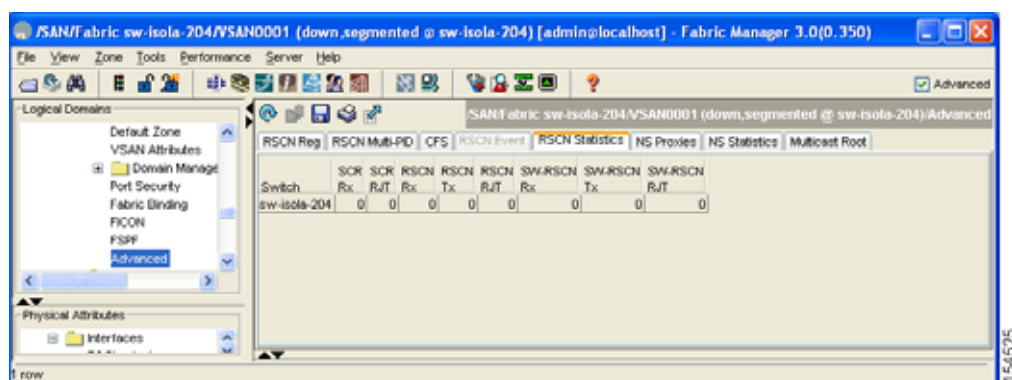 /SAN/Fabric sw-isola-204/VSAN0001 (down,segmented @ sw-isola-204) [admin@localhost] - Fabric Manager 3.0(0.350)
File View Zone Tools Performance Server Help
Advanced
Logical Domains
/SAN/Fabric sw-isola-204/VSAN0001 (down,segmented @ sw-isola-204)/Advanced
Default Zone
VSAN Attributes
Domain Manage
Port Security
Fabric Binding
FICON
FSPF
Advanced
RSCN Reg RSCN Multi-PID CFS RSCN Event RSCN Statistics NS Proxies NS Statistics Multicast Root
Switch SCR Rx SCR RJT RSCN Rx RSCN Tx RSCN RJT SW-RSCN Rx SW-RSCN Tx SW-RSCN RJT
sw-isola-204 0 0 0 0 0 0 0 0
Physical Attributes
Interfaces
1 row
154525